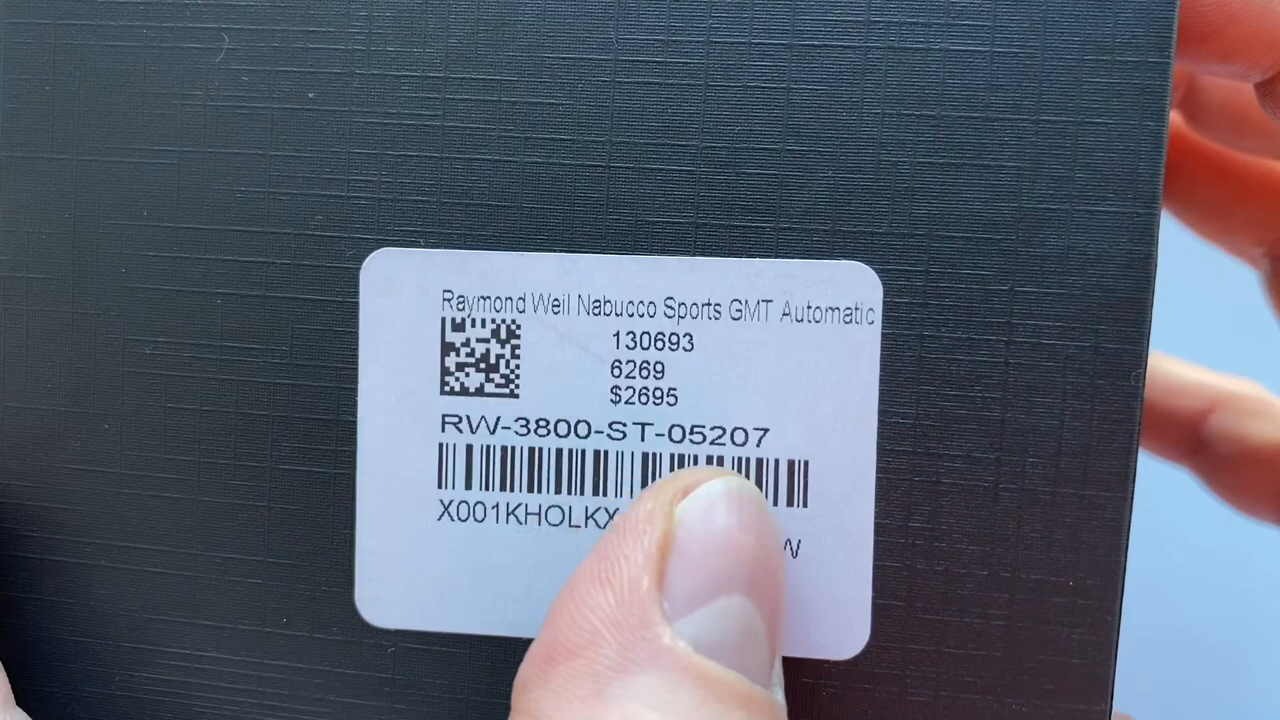 Raymond Weil Nabucco Sports GMT Automatic
130693
6269
$2695
RW-3800-ST-05207
X001KHOLKX